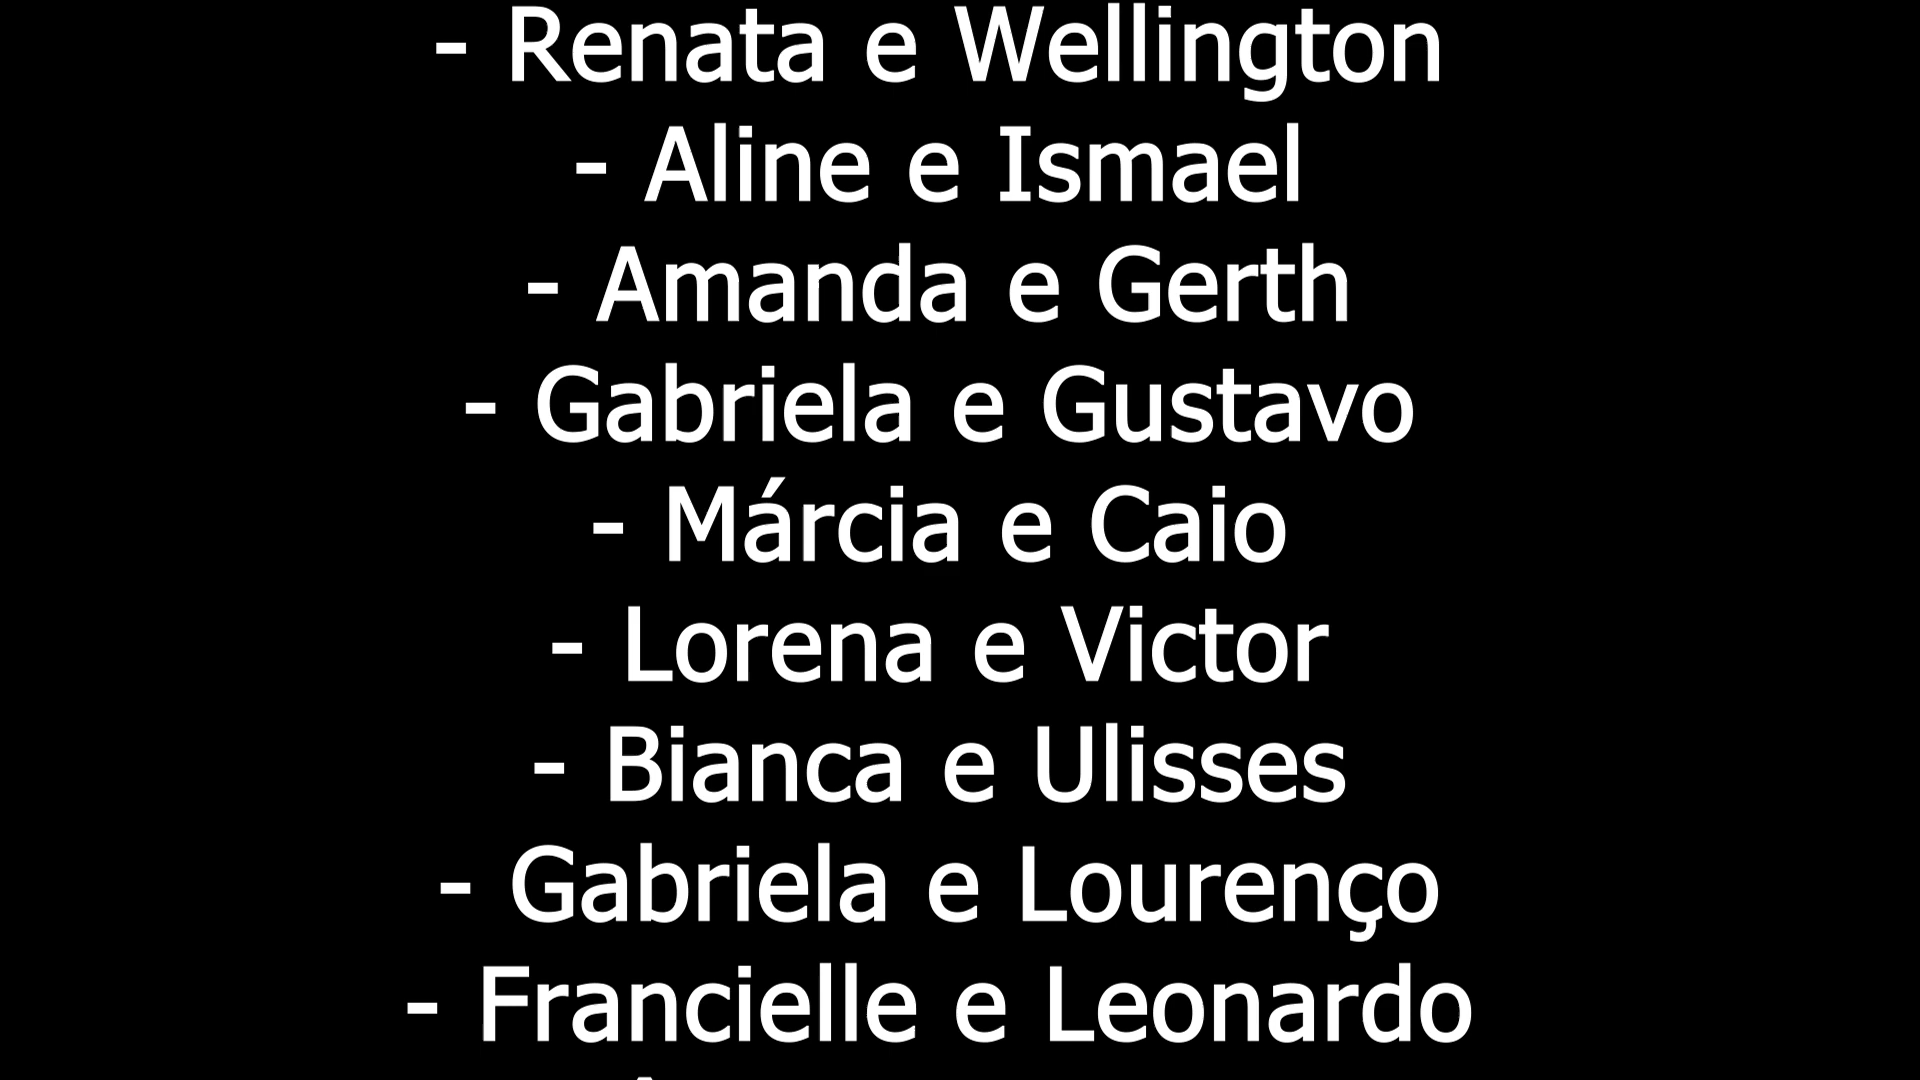 - Renata e Wellington
- Aline e Ismael
- Amanda e Gerth
- Gabriela e Gustavo
- Márcia e Caio
- Lorena e Victor
- Bianca e Ulisses
- Gabriela e Lourenço
- Francielle e Leonardo